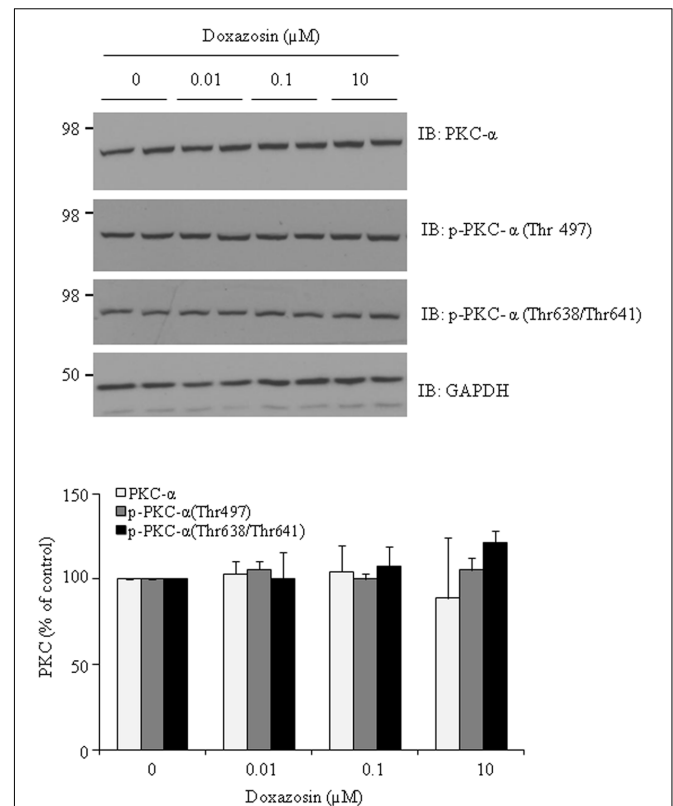 Doxazosin (µM)
0 0.01 0.1 10
98
IB: PKC-α
98
IB: p-PKC-α (Thr 497)
98
IB: p-PKC-α (Thr638/Thr641)
50
IB: GAPDH
PKC-α
p-PKC-α(Thr497)
p-PKC-α(Thr638/Thr641)
PKC (% of control)
150
100
50
0
0 0.01 0.1 10
Doxazosin (µM)